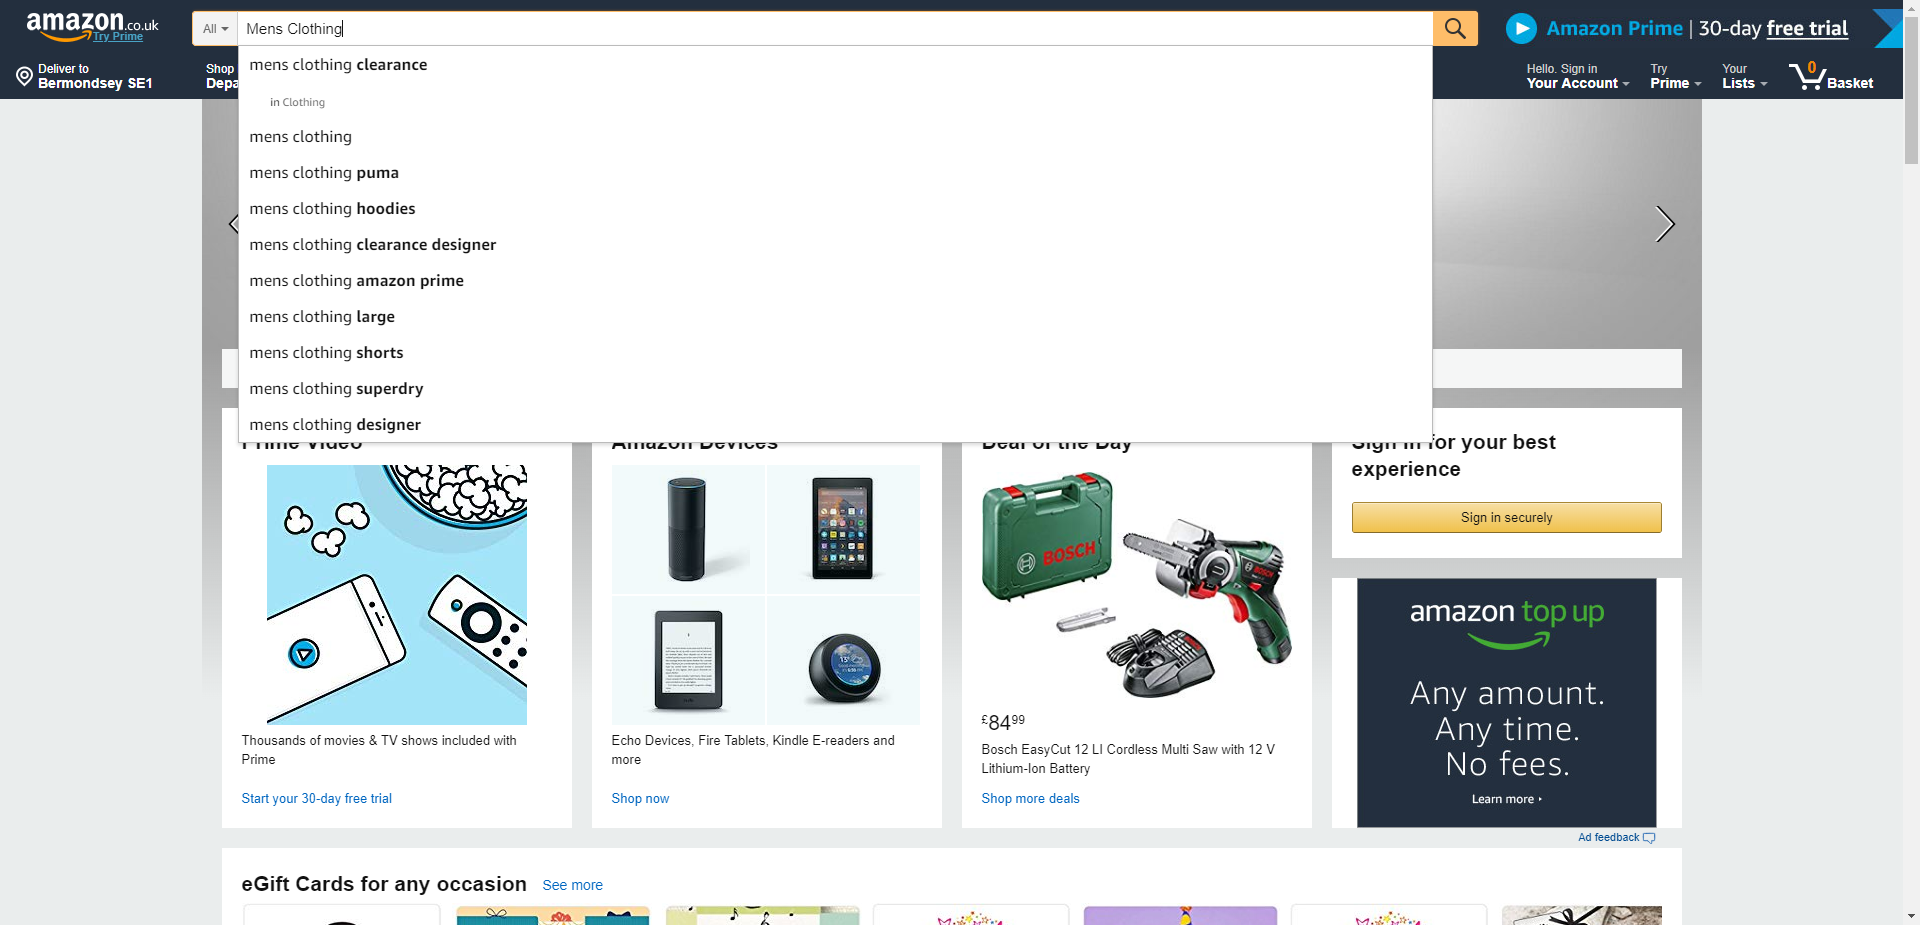 amazon.co.uk
Try Prime
All
Mens Clothing
Amazon Prime | 30-day free trial
Deliver to
Bermondsey SE1
Shop
Depa
Hello. Sign in
Your Account
Try
Prime
Your
Lists
0
Basket
mens clothing clearance
in Clothing
mens clothing
mens clothing puma
mens clothing hoodies
mens clothing clearance designer
mens clothing amazon prime
mens clothing large
mens clothing shorts
mens clothing superdry
mens clothing designer
Prime Video
Amazon Devices
Deal of the Day
Sign in for your best
experience
Sign in securely
BOSCH
BOSCH
amazon top up
Any amount.
Any time.
No fees.
Learn more
£8499
Thousands of movies & TV shows included with
Prime
Start your 30-day free trial
Echo Devices, Fire Tablets, Kindle E-readers and
more
Shop now
Bosch EasyCut 12 LI Cordless Multi Saw with 12 V
Lithium-Ion Battery
Shop more deals
Ad feedback
eGift Cards for any occasion
See more